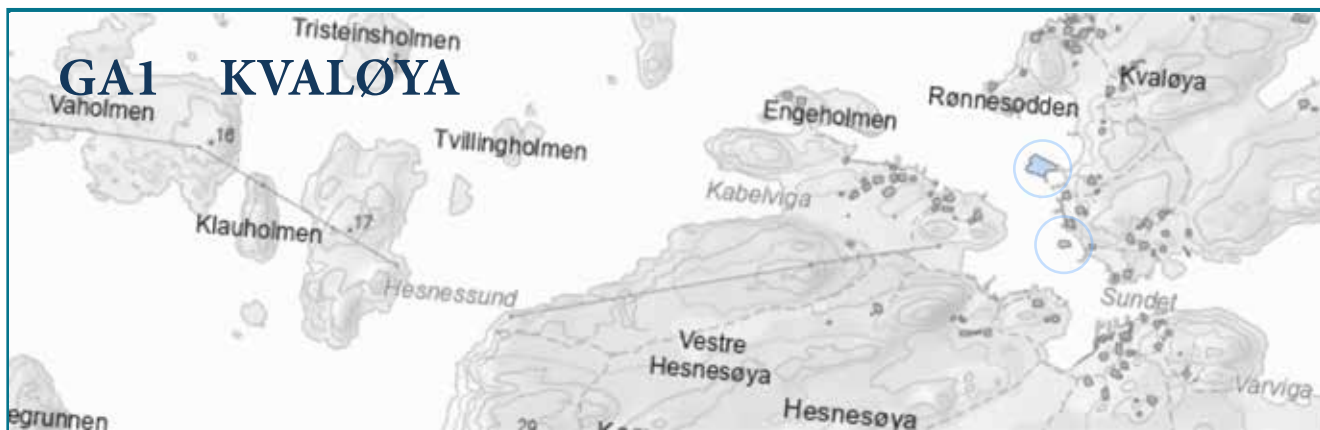 Tristeinsholmen
GA1 KVALØYA
Kvaløya
Vaholmen
Rønnesodden
Engeholmen
16
Tvillingholmen
Kabelviga
Klauholmen
17
Hesnessund
Sundet
Vestre
Hesnesøya
Varviga
Hesnesøya
egrunnen
29